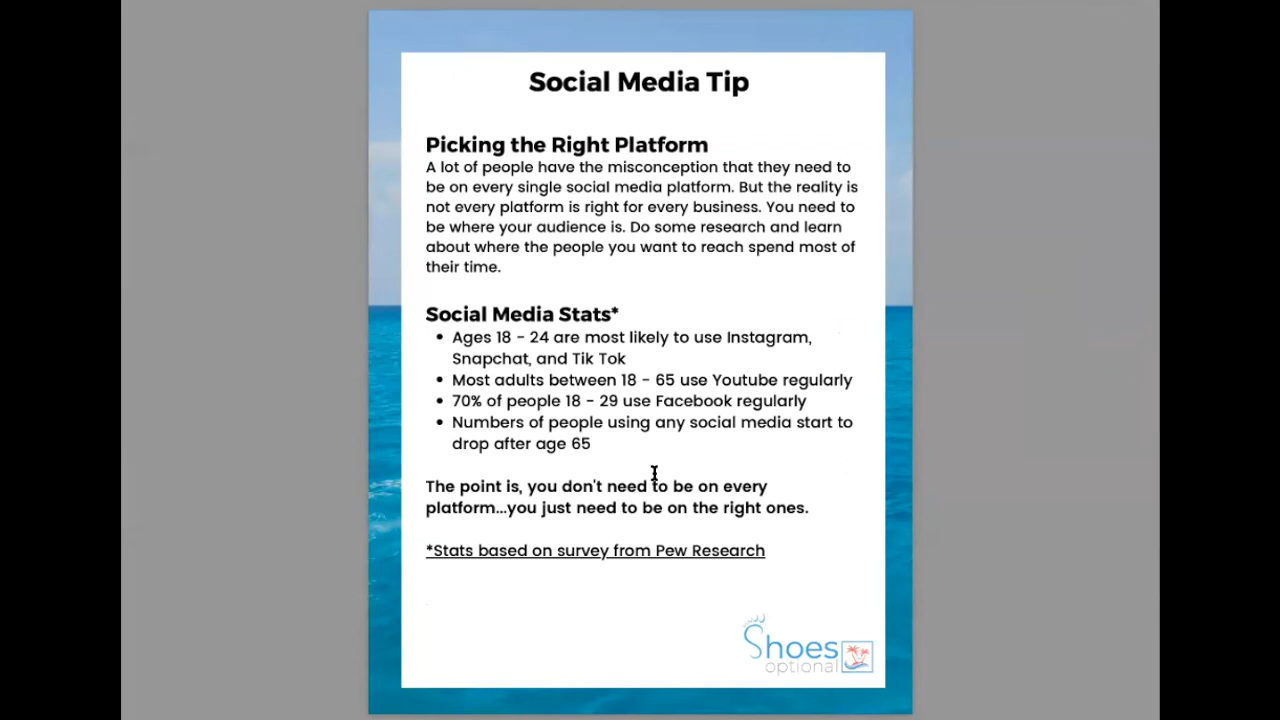 Social Media Tip
Picking the Right Platform
A lot of people have the misconception that they need to
be on every single social media platform. But the reality is
not every platform is right for every business. You need to
be where your audience is. Do some research and learn
about where the people you want to reach spend most of
their time.
Social Media Stats*
• Ages 18 - 24 are most likely to use Instagram,
Snapchat, and Tik Tok
• Most adults between 18 - 65 use Youtube regularly
• 70% of people 18 - 29 use Facebook regularly
• Numbers of people using any social media start to
drop after age 65
The point is, you don't need to be on every
platform...you just need to be on the right ones.
*Stats based on survey from Pew Research
Shoes
optional